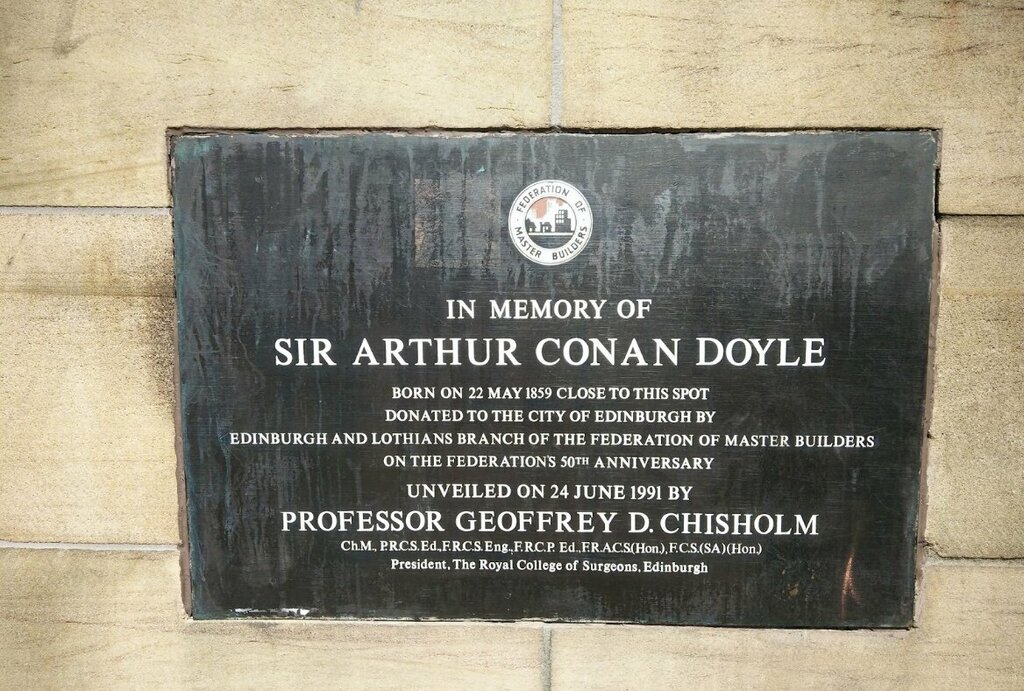 FEDERATION OF
MASTER BUILDERS
IN MEMORY OF
SIR ARTHUR CONAN DOYLE
BORN ON 22 MAY 1859 CLOSE TO THIS SPOT
DONATED TO THE CITY OF EDINBURGH BY
EDINBURGH AND LOTHIANS BRANCH OF THE FEDERATION OF MASTER BUILDERS
ON THE FEDERATION'S 50TH ANNIVERSARY
UNVEILED ON 24 JUNE 1991 BY
PROFESSOR GEOFFREY D. CHISHOLM
Ch.M., P.R.C.S. Ed., F.R.C.S. Eng., F.R.C.P. Ed., F.R.A.C.S(Hon.), F.C.S.(SA)(Hon.)
President, The Royal College of Surgeons, Edinburgh